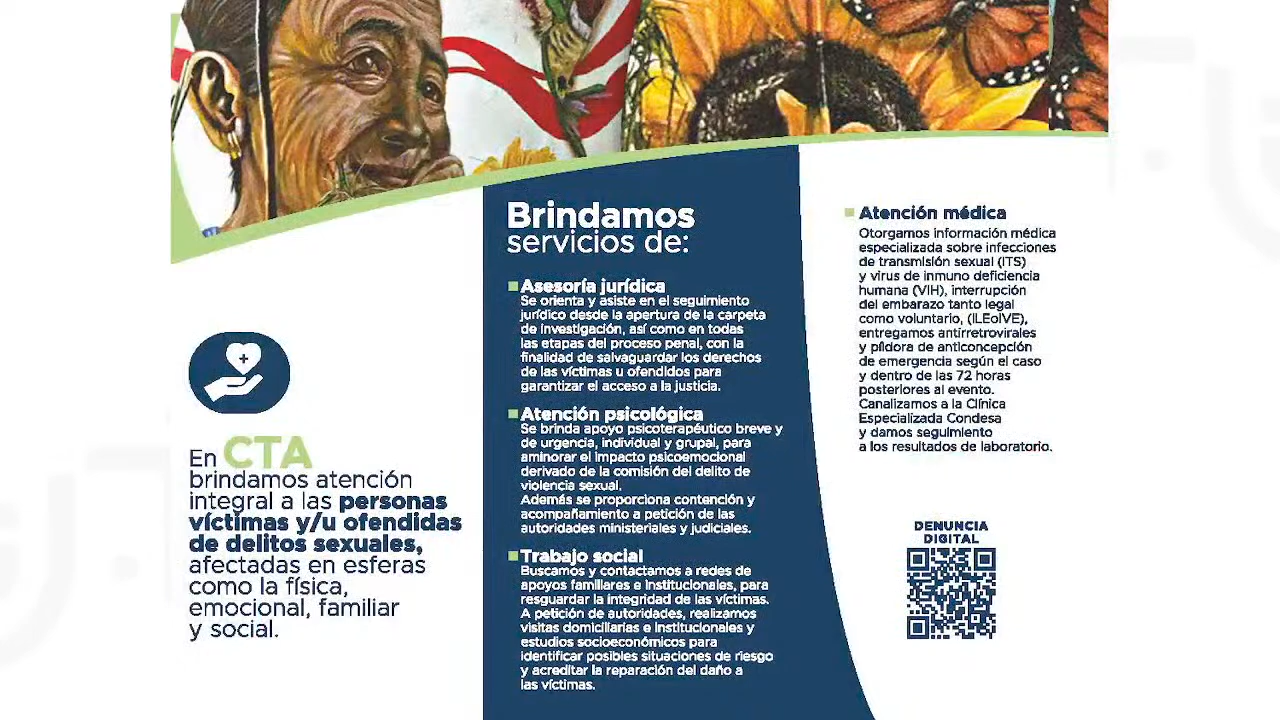 En CTA
brindamos atención
integral a las personas
víctimas y/u ofendidas
de delitos sexuales,
afectadas en esferas
como la física,
emocional, familiar
y social.
Brindamos
servicios de:
Asesoría jurídica
Se orienta y asiste en el seguimiento
jurídico desde la apertura de la carpeta
de investigación, así como en todas
las etapas del proceso penal, con la
finalidad de salvaguardar los derechos
de las víctimas u ofendidos para
garantizar el acceso a la justicia.
Atención psicológica
Se brinda apoyo psicoterapéutico breve y
de urgencia, individual y grupal, para
aminorar el impacto psicoemocional
derivado de la comisión del delito de
violencia sexual.
Además se proporciona contención y
acompañamiento a petición de las
autoridades ministeriales y judiciales.
Trabajo social
Buscamos y contactamos a redes de
apoyos familiares e institucionales, para
resguardar la integridad de las víctimas.
A petición de autoridades, realizamos
visitas domiciliarias e institucionales y
estudios socioeconómicos para
identificar posibles situaciones de riesgo
y acreditar la reparación del daño a
las víctimas.
Atención médica
Otorgamos información médica
especializada sobre infecciones
de transmisión sexual (ITS)
y virus de inmuno deficiencia
humana (VIH), interrupción
del embarazo tanto legal
como voluntario, (ILEoIVE),
entregamos antirretrovirales
y píldora de anticoncepción
de emergencia según el caso
y dentro de las 72 horas
posteriores al evento.
Canalizamos a la Clínica
Especializada Condesa
y damos seguimiento
a los resultados de laboratorio.
DENUNCIA
DIGITAL